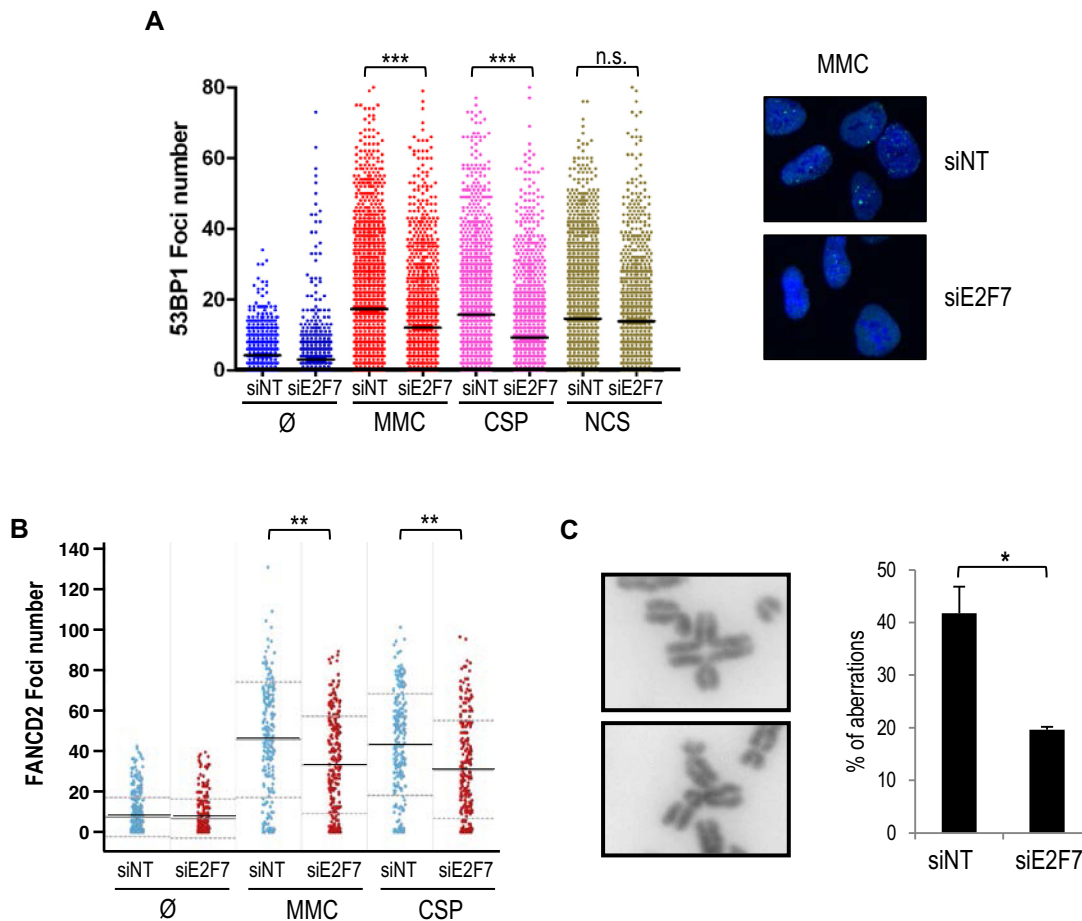 A
*** *** n.s.
53BP1 Foci number
80
60
40
20
0
siNT siE2F7 siNT siE2F7 siNT siE2F7 siNT siE2F7
Ø MMC CSP NCS
MMC
siNT
siE2F7
B
** **
FANCD2 Foci number
140
120
100
80
60
40
20
0
siNT siE2F7 siNT siE2F7 siNT siE2F7
Ø MMC CSP
C
*
% of aberrations
50
40
30
20
10
0
siNT siE2F7